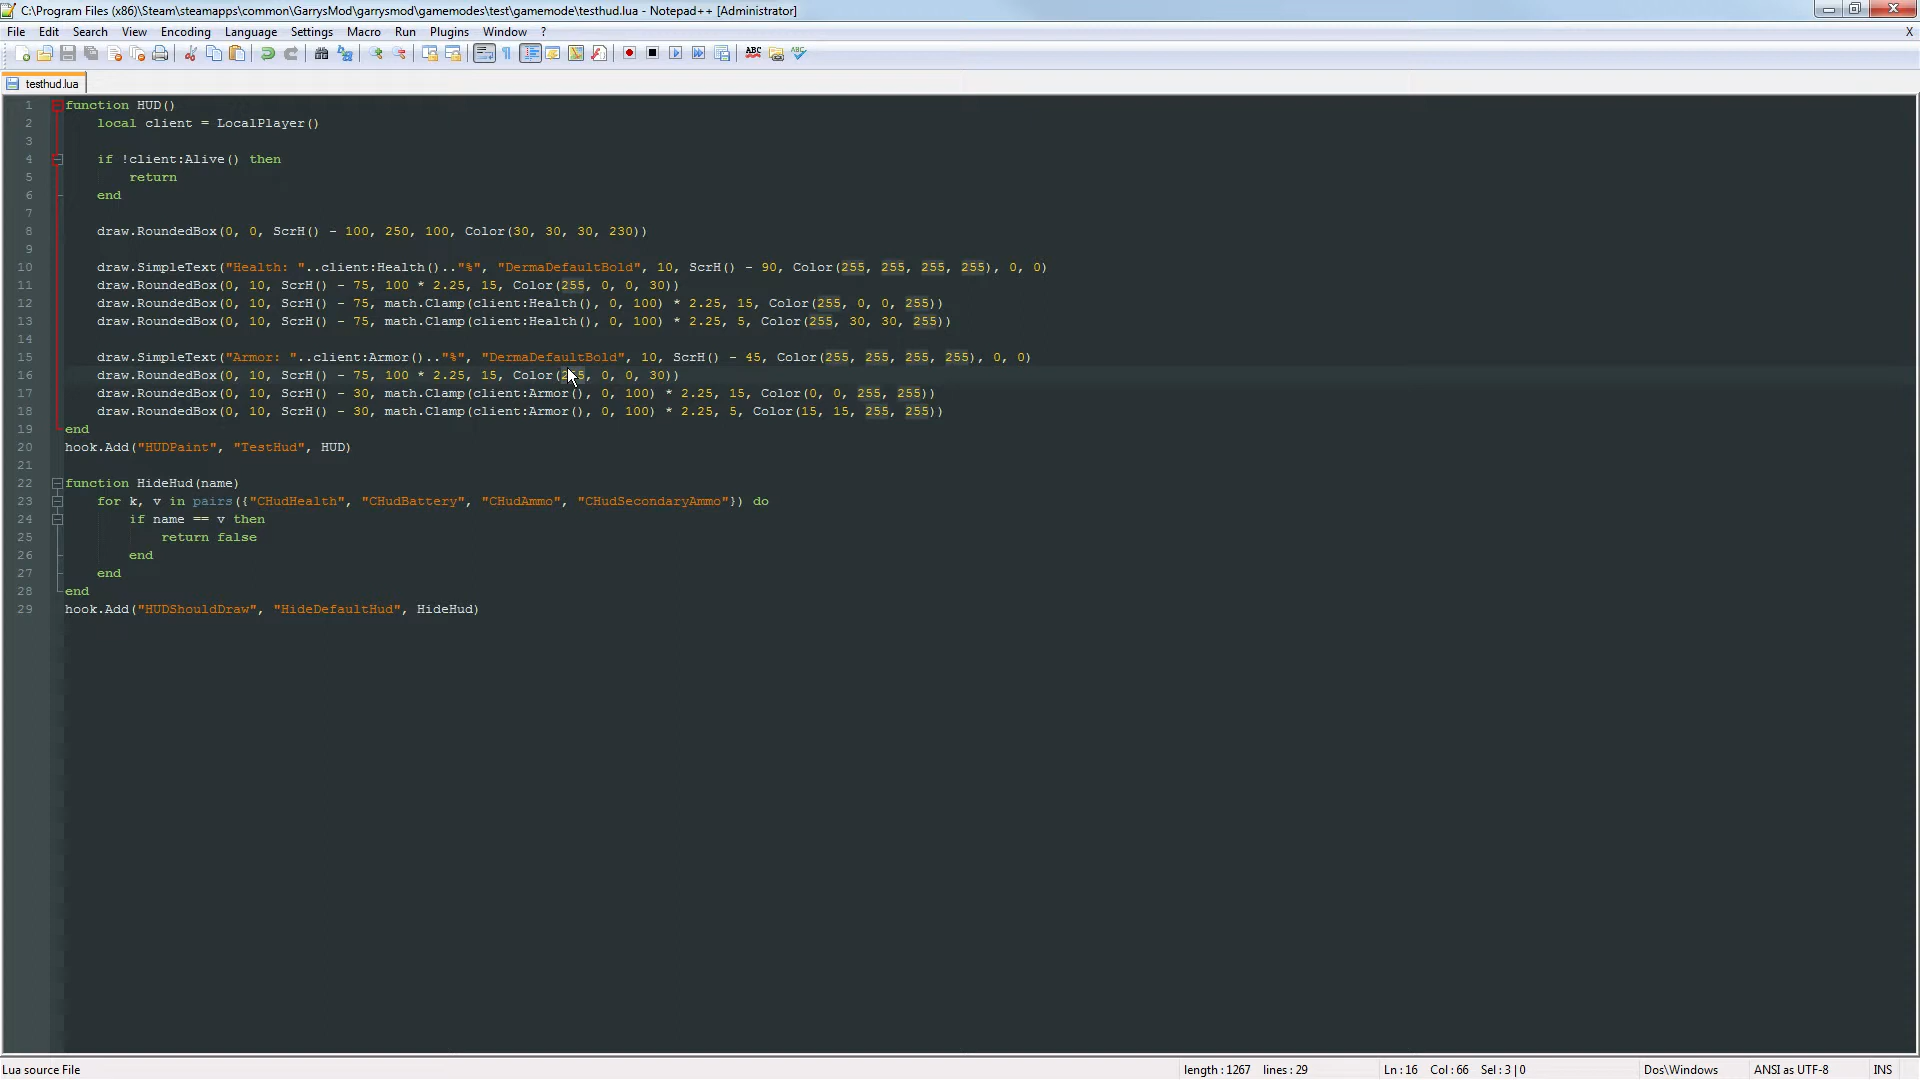 C:\Program Files (x86)\Steam\steamapps\common\GarrysMod\garrysmod\gamemodes\test\gamemode\testhud.lua - Notepad++ [Administrator]
File Edit Search View Encoding Language Settings Macro Run Plugins Window ? X
testhud.lua
1 function HUD()
2 local client = LocalPlayer()
3
4 if !client:Alive() then
5 return
6 end
7
8 draw.RoundedBox(0, 0, ScrH() - 100, 250, 100, Color(30, 30, 30, 230))
9
10 draw.SimpleText("Health: "..client:Health().."%", "DermaDefaultBold", 10, ScrH() - 90, Color(255, 255, 255, 255), 0, 0)
11 draw.RoundedBox(0, 10, ScrH() - 75, 100 * 2.25, 15, Color(255, 0, 0, 30))
12 draw.RoundedBox(0, 10, ScrH() - 75, math.Clamp(client:Health(), 0, 100) * 2.25, 15, Color(255, 0, 0, 255))
13 draw.RoundedBox(0, 10, ScrH() - 75, math.Clamp(client:Health(), 0, 100) * 2.25, 5, Color(255, 30, 30, 255))
14
15 draw.SimpleText("Armor: "..client:Armor().."%", "DermaDefaultBold", 10, ScrH() - 45, Color(255, 255, 255, 255), 0, 0)
16 draw.RoundedBox(0, 10, ScrH() - 75, 100 * 2.25, 15, Color(255, 0, 0, 30))
17 draw.RoundedBox(0, 10, ScrH() - 30, math.Clamp(client:Armor(), 0, 100) * 2.25, 15, Color(0, 0, 255, 255))
18 draw.RoundedBox(0, 10, ScrH() - 30, math.Clamp(client:Armor(), 0, 100) * 2.25, 5, Color(15, 15, 255, 255))
19 end
20 hook.Add("HUDPaint", "TestHud", HUD)
21
22 function HideHud(name)
23 for k, v in pairs({"CHudHealth", "CHudBattery", "CHudAmmo", "CHudSecondaryAmmo"}) do
24 if name == v then
25 return false
26 end
27 end
28 end
29 hook.Add("HUDShouldDraw", "HideDefaultHud", HideHud)
Lua source File length : 1267 lines : 29 Ln : 16 Col : 66 Sel : 3 | 0 Dos\Windows ANSI as UTF-8 INS